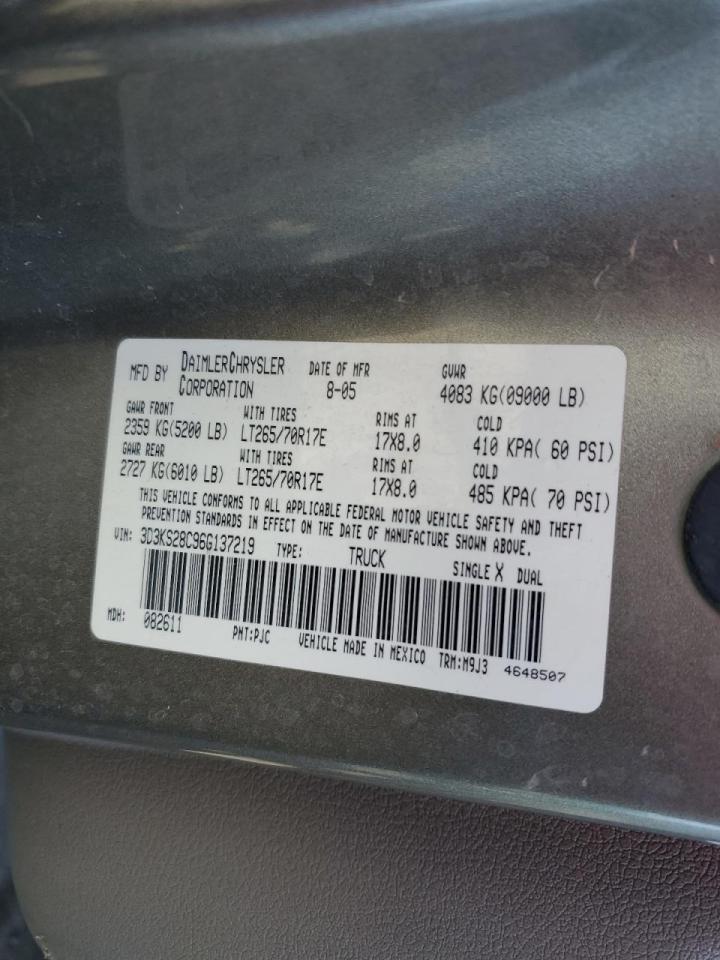 MFD BY DAIMLERCHRYSLER CORPORATION DATE OF MFR 8-05 GVWR 4083 KG(09000 LB)
GAWR FRONT WITH TIRES RIMS AT COLD
2359 KG(5200 LB) LT265/70R17E 17X8.0 410 KPA( 60 PSI)
GAWR REAR WITH TIRES RIMS AT COLD
2727 KG(6010 LB) LT265/70R17E 17X8.0 485 KPA( 70 PSI)
THIS VEHICLE CONFORMS TO ALL APPLICABLE FEDERAL MOTOR VEHICLE SAFETY AND THEFT
PREVENTION STANDARDS IN EFFECT ON THE DATE OF MANUFACTURE SHOWN ABOVE.
VIN: 3D3KS28C96G137219 TYPE: TRUCK SINGLE X DUAL
MDH: 082611 PNT:PJC VEHICLE MADE IN MEXICO TRM:M9J3 4648507